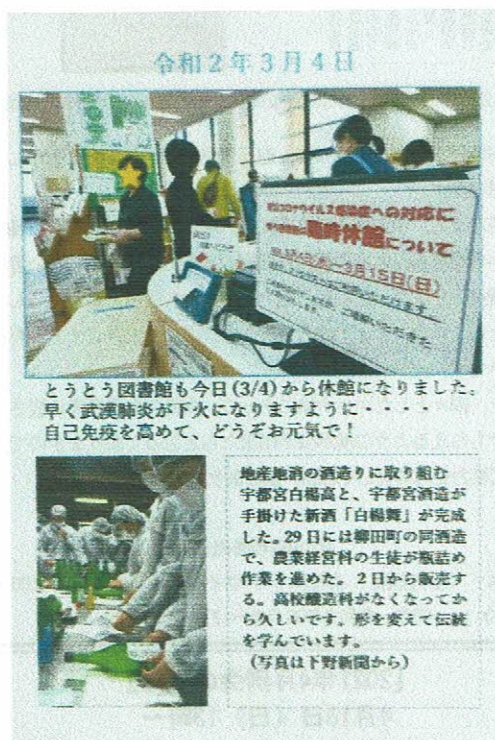 令和2年3月4日
新型コロナウイルス感染症への対応に
臨時休館について
3月15日(日)
とうとう図書館も今日(3/4)から休館になりました。
早く武漢肺炎が下火になりますように・・・・
自己免疫を高めて、どうぞお元気で!
地産地消の酒造りに取り組む
宇都宮白楊高と、宇都宮酒造が
手掛けた新酒「白楊舞」が完成
した。29日には柳田町の同酒造
で、農業経営科の生徒が瓶詰め
作業を進めた。2日から販売す
る。高校醸造科がなくなってか
ら久しいです。形を変えて伝統
を学んでいます。
(写真は下野新聞から)